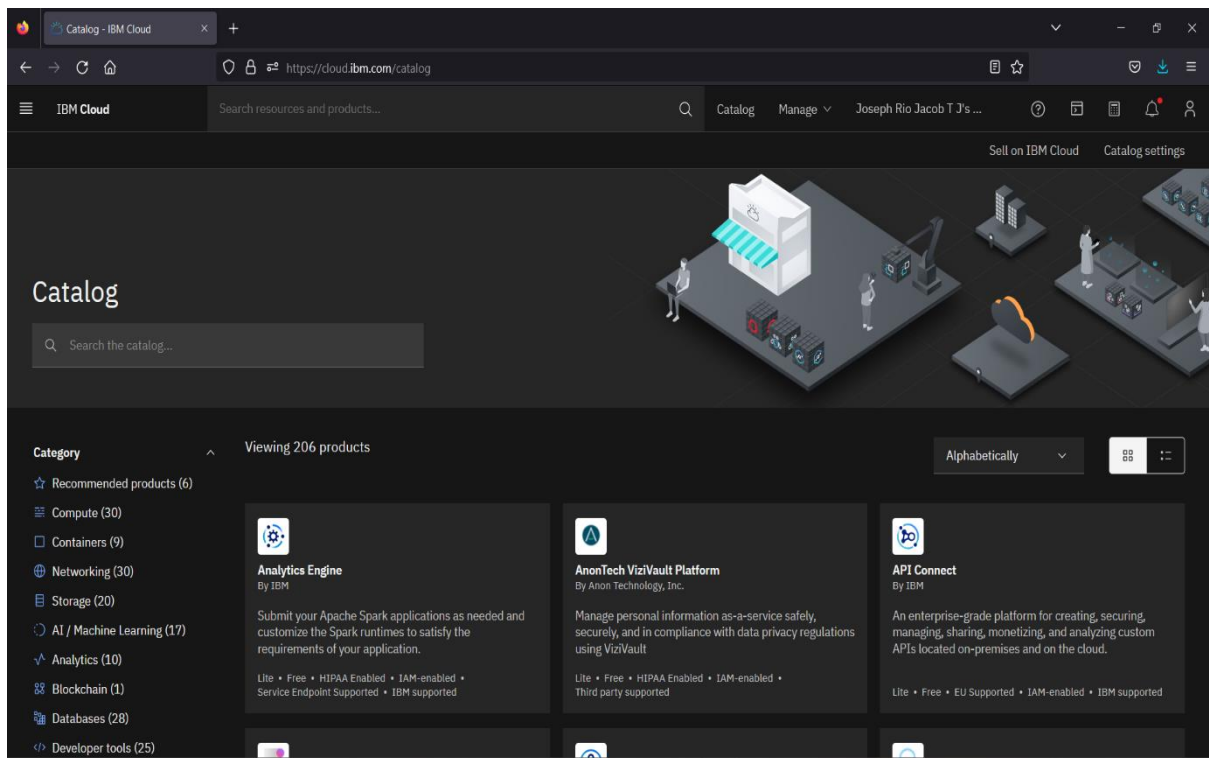 Catalog - IBM Cloud
https://cloud.ibm.com/catalog
IBM Cloud
Search resources and products...
Catalog
Manage
Joseph Rio Jacob T J's ...
Sell on IBM Cloud
Catalog settings
Catalog
Search the catalog...
Category
Recommended products (6)
Compute (30)
Containers (9)
Networking (30)
Storage (20)
AI / Machine Learning (17)
Analytics (10)
Blockchain (1)
Databases (28)
Developer tools (25)
Viewing 206 products
Alphabetically
Analytics Engine
By IBM
Submit your Apache Spark applications as needed and
customize the Spark runtimes to satisfy the
requirements of your application.
Lite • Free • HIPAA Enabled • IAM-enabled •
Service Endpoint Supported • IBM supported
AnonTech ViziVault Platform
By Anon Technology, Inc.
Manage personal information as-a-service safely,
securely, and in compliance with data privacy regulations
using ViziVault
Lite • Free • HIPAA Enabled • IAM-enabled •
Third party supported
API Connect
By IBM
An enterprise-grade platform for creating, securing,
managing, sharing, monetizing, and analyzing custom
APIs located on-premises and on the cloud.
Lite • Free • EU Supported • IAM-enabled • IBM supported